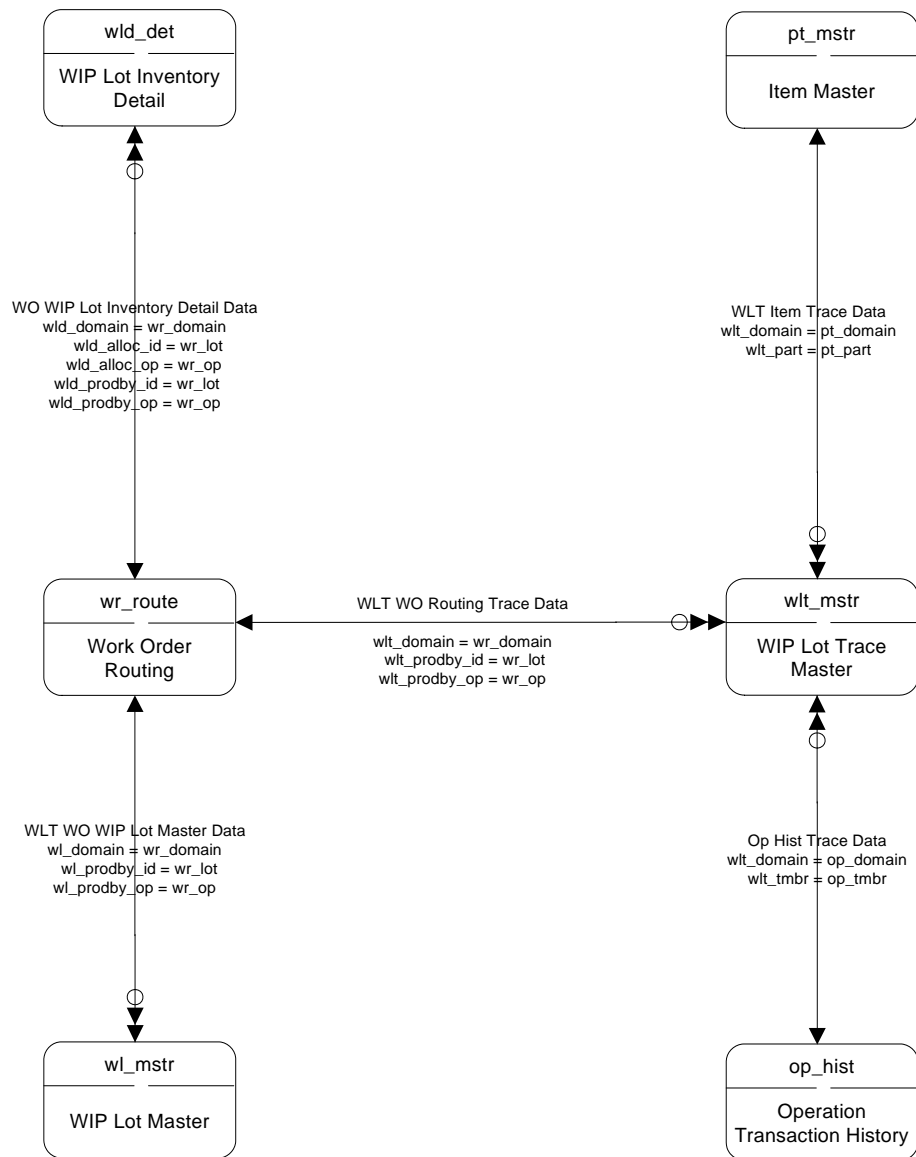 wld_det
WIP Lot Inventory
Detail
pt_mstr
Item Master
WO WIP Lot Inventory Detail Data
wld_domain = wr_domain
wld_alloc_id = wr_lot
wld_alloc_op = wr_op
wld_prodby_id = wr_lot
wld_prodby_op = wr_op
WLT Item Trace Data
wlt_domain = pt_domain
wlt_part = pt_part
wr_route
Work Order
Routing
WLT WO Routing Trace Data
wlt_domain = wr_domain
wlt_prodby_id = wr_lot
wlt_prodby_op = wr_op
wlt_mstr
WIP Lot Trace
Master
WLT WO WIP Lot Master Data
wl_domain = wr_domain
wl_prodby_id = wr_lot
wl_prodby_op = wr_op
Op Hist Trace Data
wlt_domain = op_domain
wlt_tmbr = op_tmbr
wl_mstr
WIP Lot Master
op_hist
Operation
Transaction History